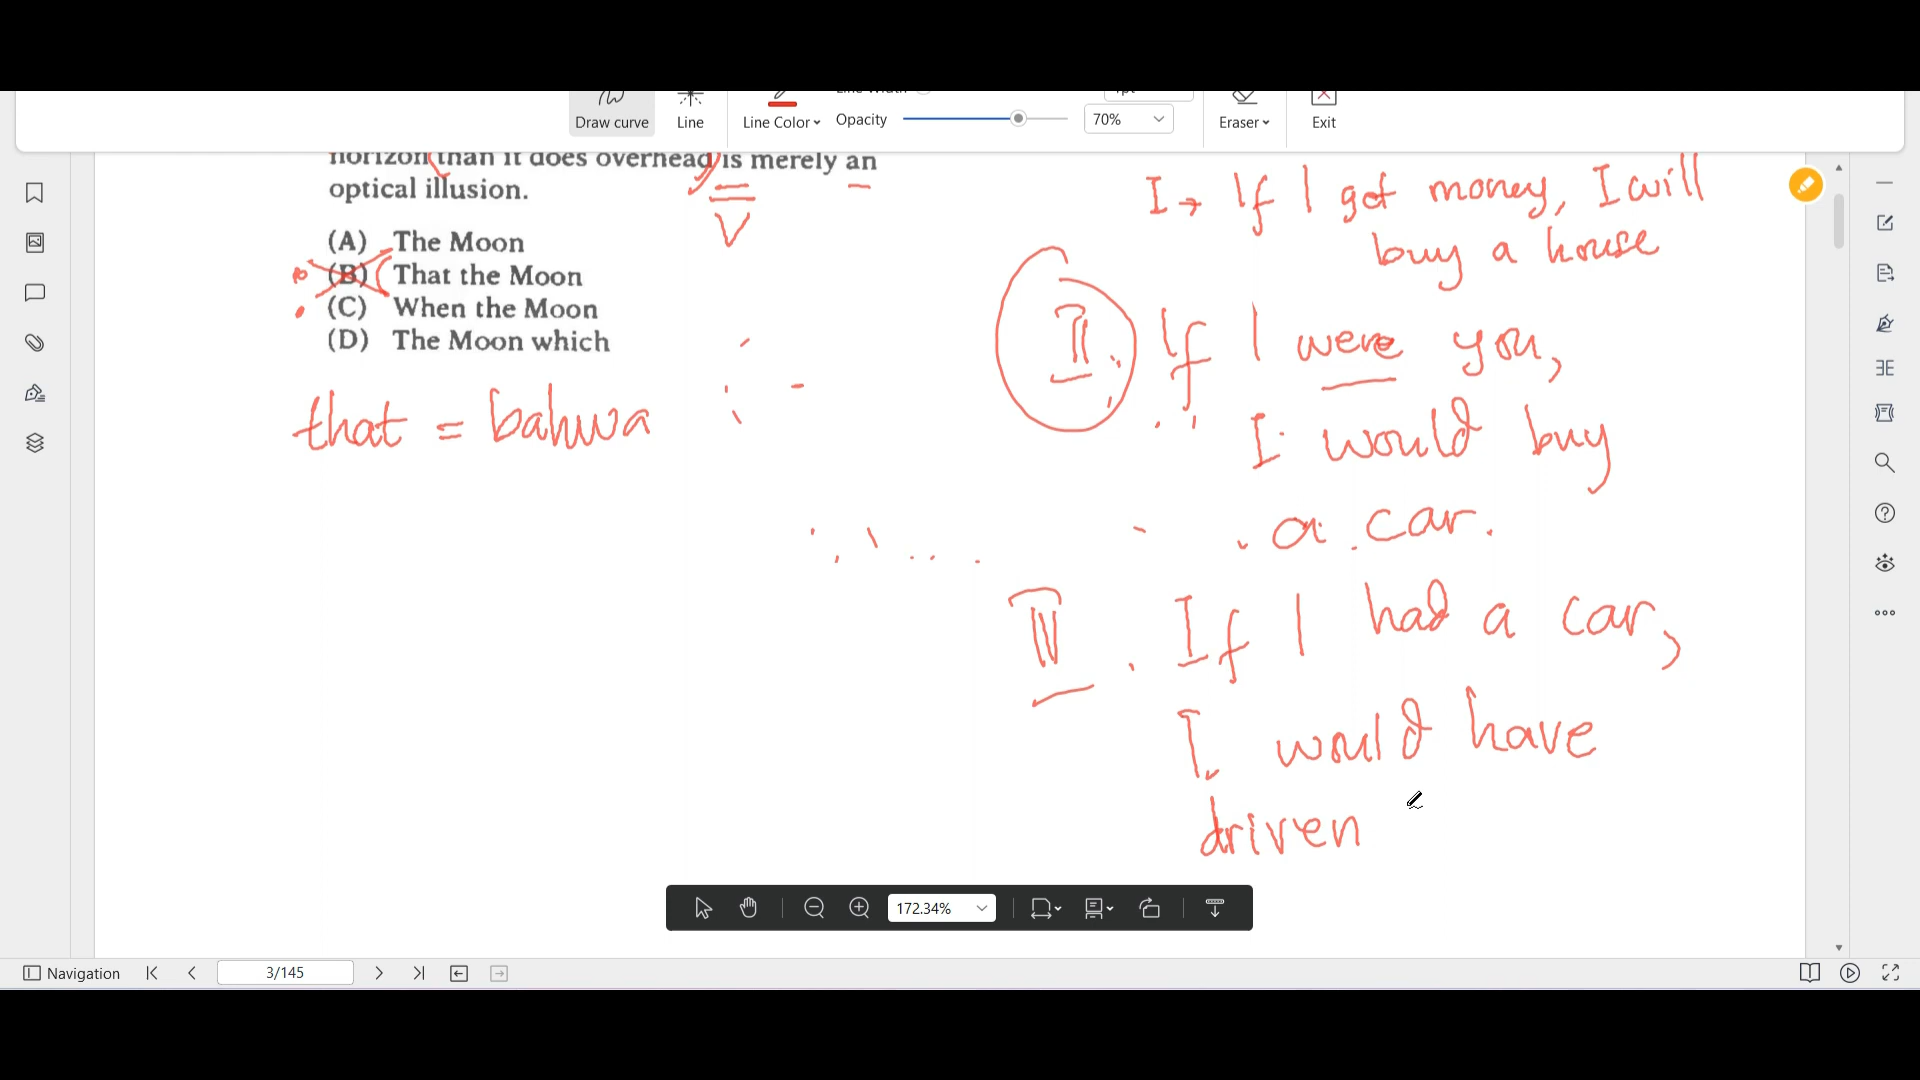 Draw curve
Line
Line Color
Opacity
70%
Eraser
Exit
horizon than it does overhead is merely an
optical illusion.
V
(A) The Moon
(B) That the Moon
(C) When the Moon
(D) The Moon which
that = bahwa
I → If I get money, I will
buy a house
II. If I were you,
I would buy
a car.
If I had a car,
I would have
driven
172.34%
Navigation
3/145